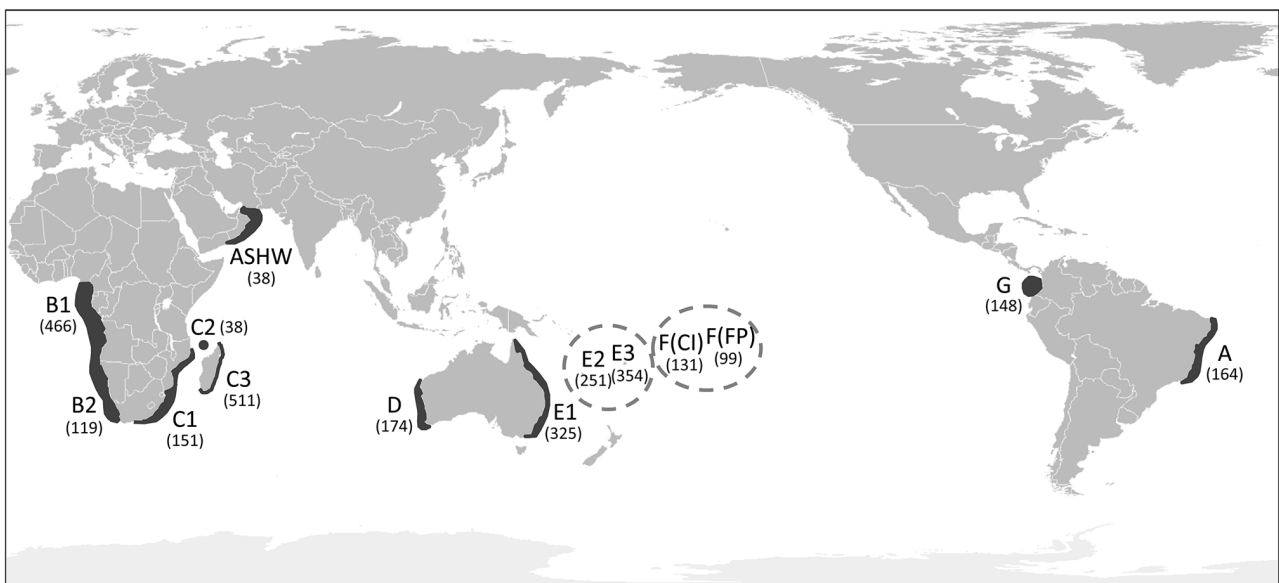 ASHW
(38)
B1
(466)
C2 (38)
C3
(511)
B2
(119)
C1
(151)
D
(174)
E1
(325)
E2
(251)
E3
(354)
F(CI)
(131)
F(FP)
(99)
G
(148)
A
(164)